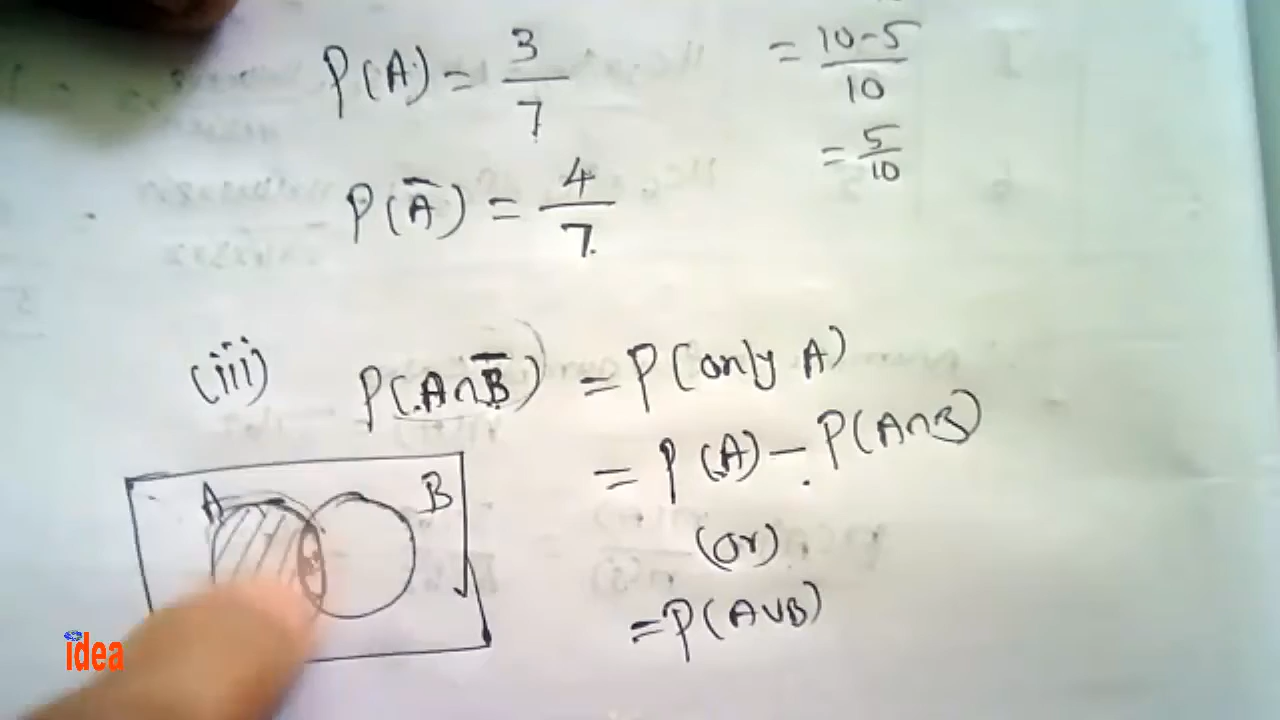 P(A) = 3/7
= 10-5/10
= 5/10
P(A̅) = 4/7
(iii) P(A∩B̅) = P(only A)
= P(A) - P(A∩B)
(or)
= P(A∪B)
A B
idea